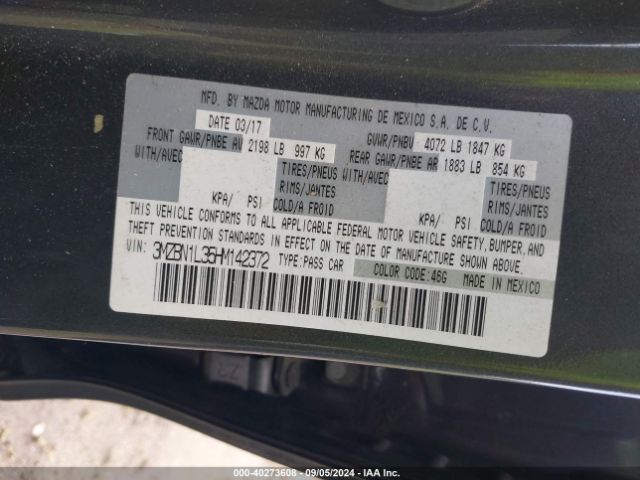 MFD. BY MAZDA MOTOR MANUFACTURING DE MEXICO S.A. DE C.V.
DATE 03/17 GVWR/PNBV 4072 LB 1847 KG
FRONT GAWR/PNBE AV 2198 LB 997 KG REAR GAWR/PNBE AR 1883 LB 854 KG
WITH/AVEC TIRES/PNEUS WITH/AVEC TIRES/PNEUS
RIMS/JANTES RIMS/JANTES
KPA/ PSI COLD/A FROID KPA/ PSI COLD/A FROID
THIS VEHICLE CONFORMS TO ALL APPLICABLE FEDERAL MOTOR VEHICLE SAFETY, BUMPER, AND
THEFT PREVENTION STANDARDS IN EFFECT ON THE DATE OF MANUFACTURE SHOWN ABOVE.
VIN: 3MZBN1L35HM142372 TYPE:PASS CAR COLOR CODE:46G MADE IN MEXICO
000-40273608 - 09/05/2024 - IAA Inc.